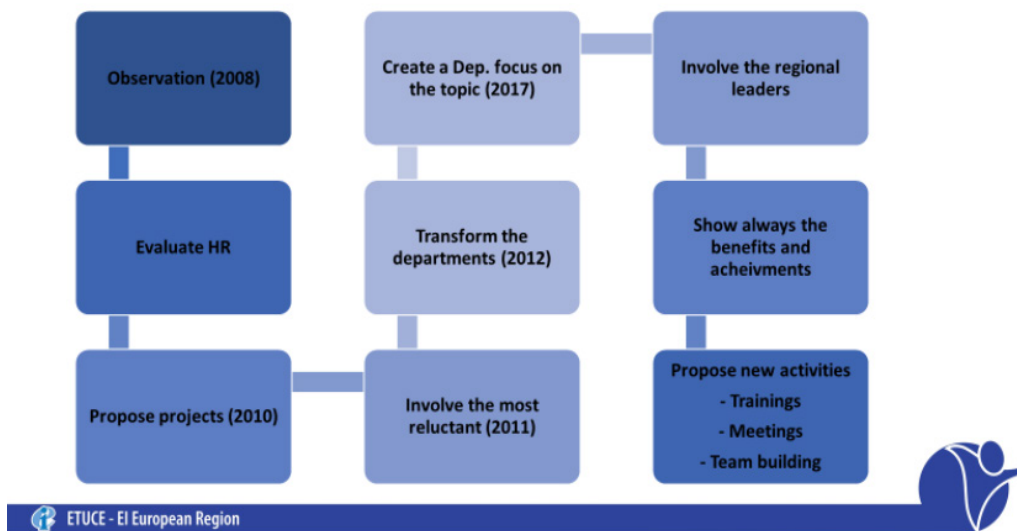 Observation (2008)
Evaluate HR
Propose projects (2010)
Involve the most
reluctant (2011)
Transform the
departments (2012)
Create a Dep. focus on
the topic (2017)
Involve the regional
leaders
Show always the
benefits and
acheivments
Propose new activities
- Trainings
- Meetings
- Team building
ETUCE - EI European Region